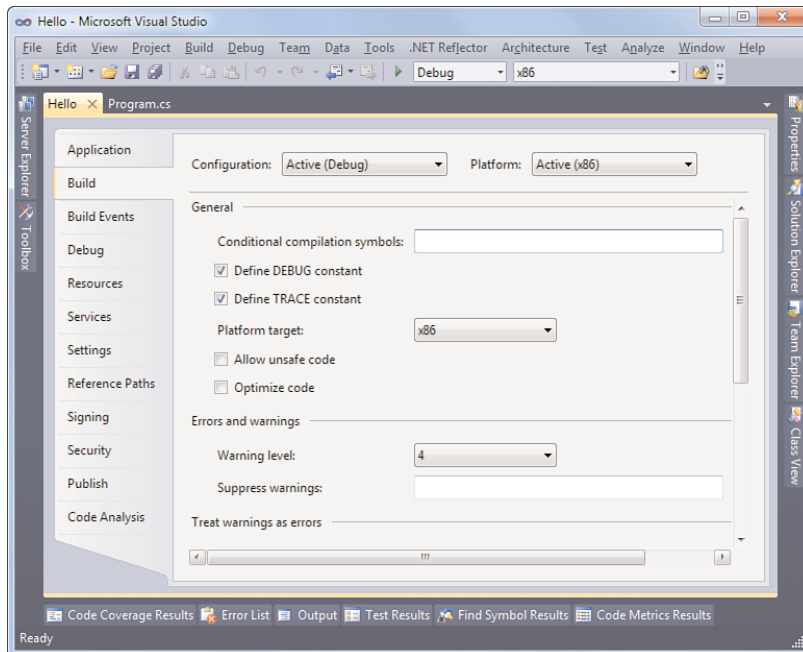 Hello - Microsoft Visual Studio
File Edit View Project Build Debug Team Data Tools .NET Reflector Architecture Test Analyze Window Help
Debug x86
Hello Program.cs
Server Explorer
Toolbox
Application
Build
Build Events
Debug
Resources
Services
Settings
Reference Paths
Signing
Security
Publish
Code Analysis
Configuration: Active (Debug) Platform: Active (x86)
General
Conditional compilation symbols:
Define DEBUG constant
Define TRACE constant
Platform target: x86
Allow unsafe code
Optimize code
Errors and warnings
Warning level: 4
Suppress warnings:
Treat warnings as errors
Properties
Solution Explorer
Team Explorer
Class View
Code Coverage Results Error List Output Test Results Find Symbol Results Code Metrics Results
Ready